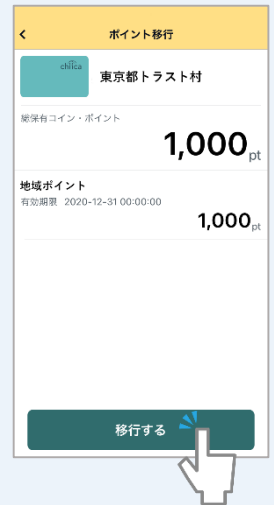 ポイント移行
chiica
東京都トラスト村
総保有コイン・ポイント
1,000pt
地域ポイント
有効期限 2020-12-31 00:00:00
1,000pt
移行する